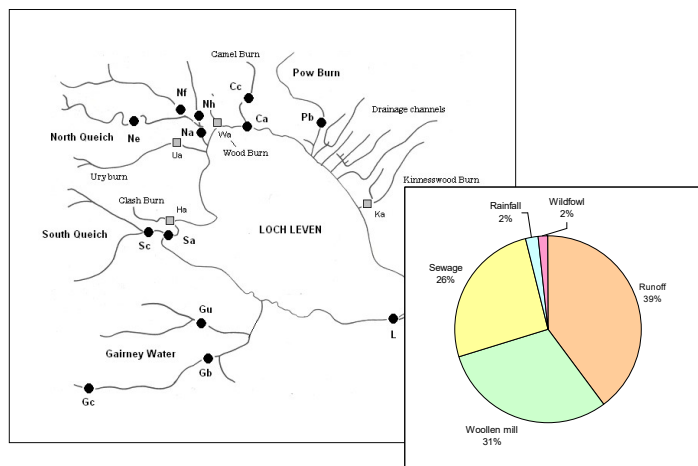 Camel Burn
Pow Burn
Cc
Nf
Nh
Drainage channels
Pb
Ca
North Queich
Ne
Na
Wa
Wood Burn
Ua
Ury burn
Kinnesswood Burn
Clash Burn
Ha
Ka
South Queich
Sc
Sa
LOCH LEVEN
Gu
L
Gairney Water
Gb
Gc
Rainfall
2%
Wildfowl
2%
Sewage
26%
Runoff
39%
Woollen mill
31%